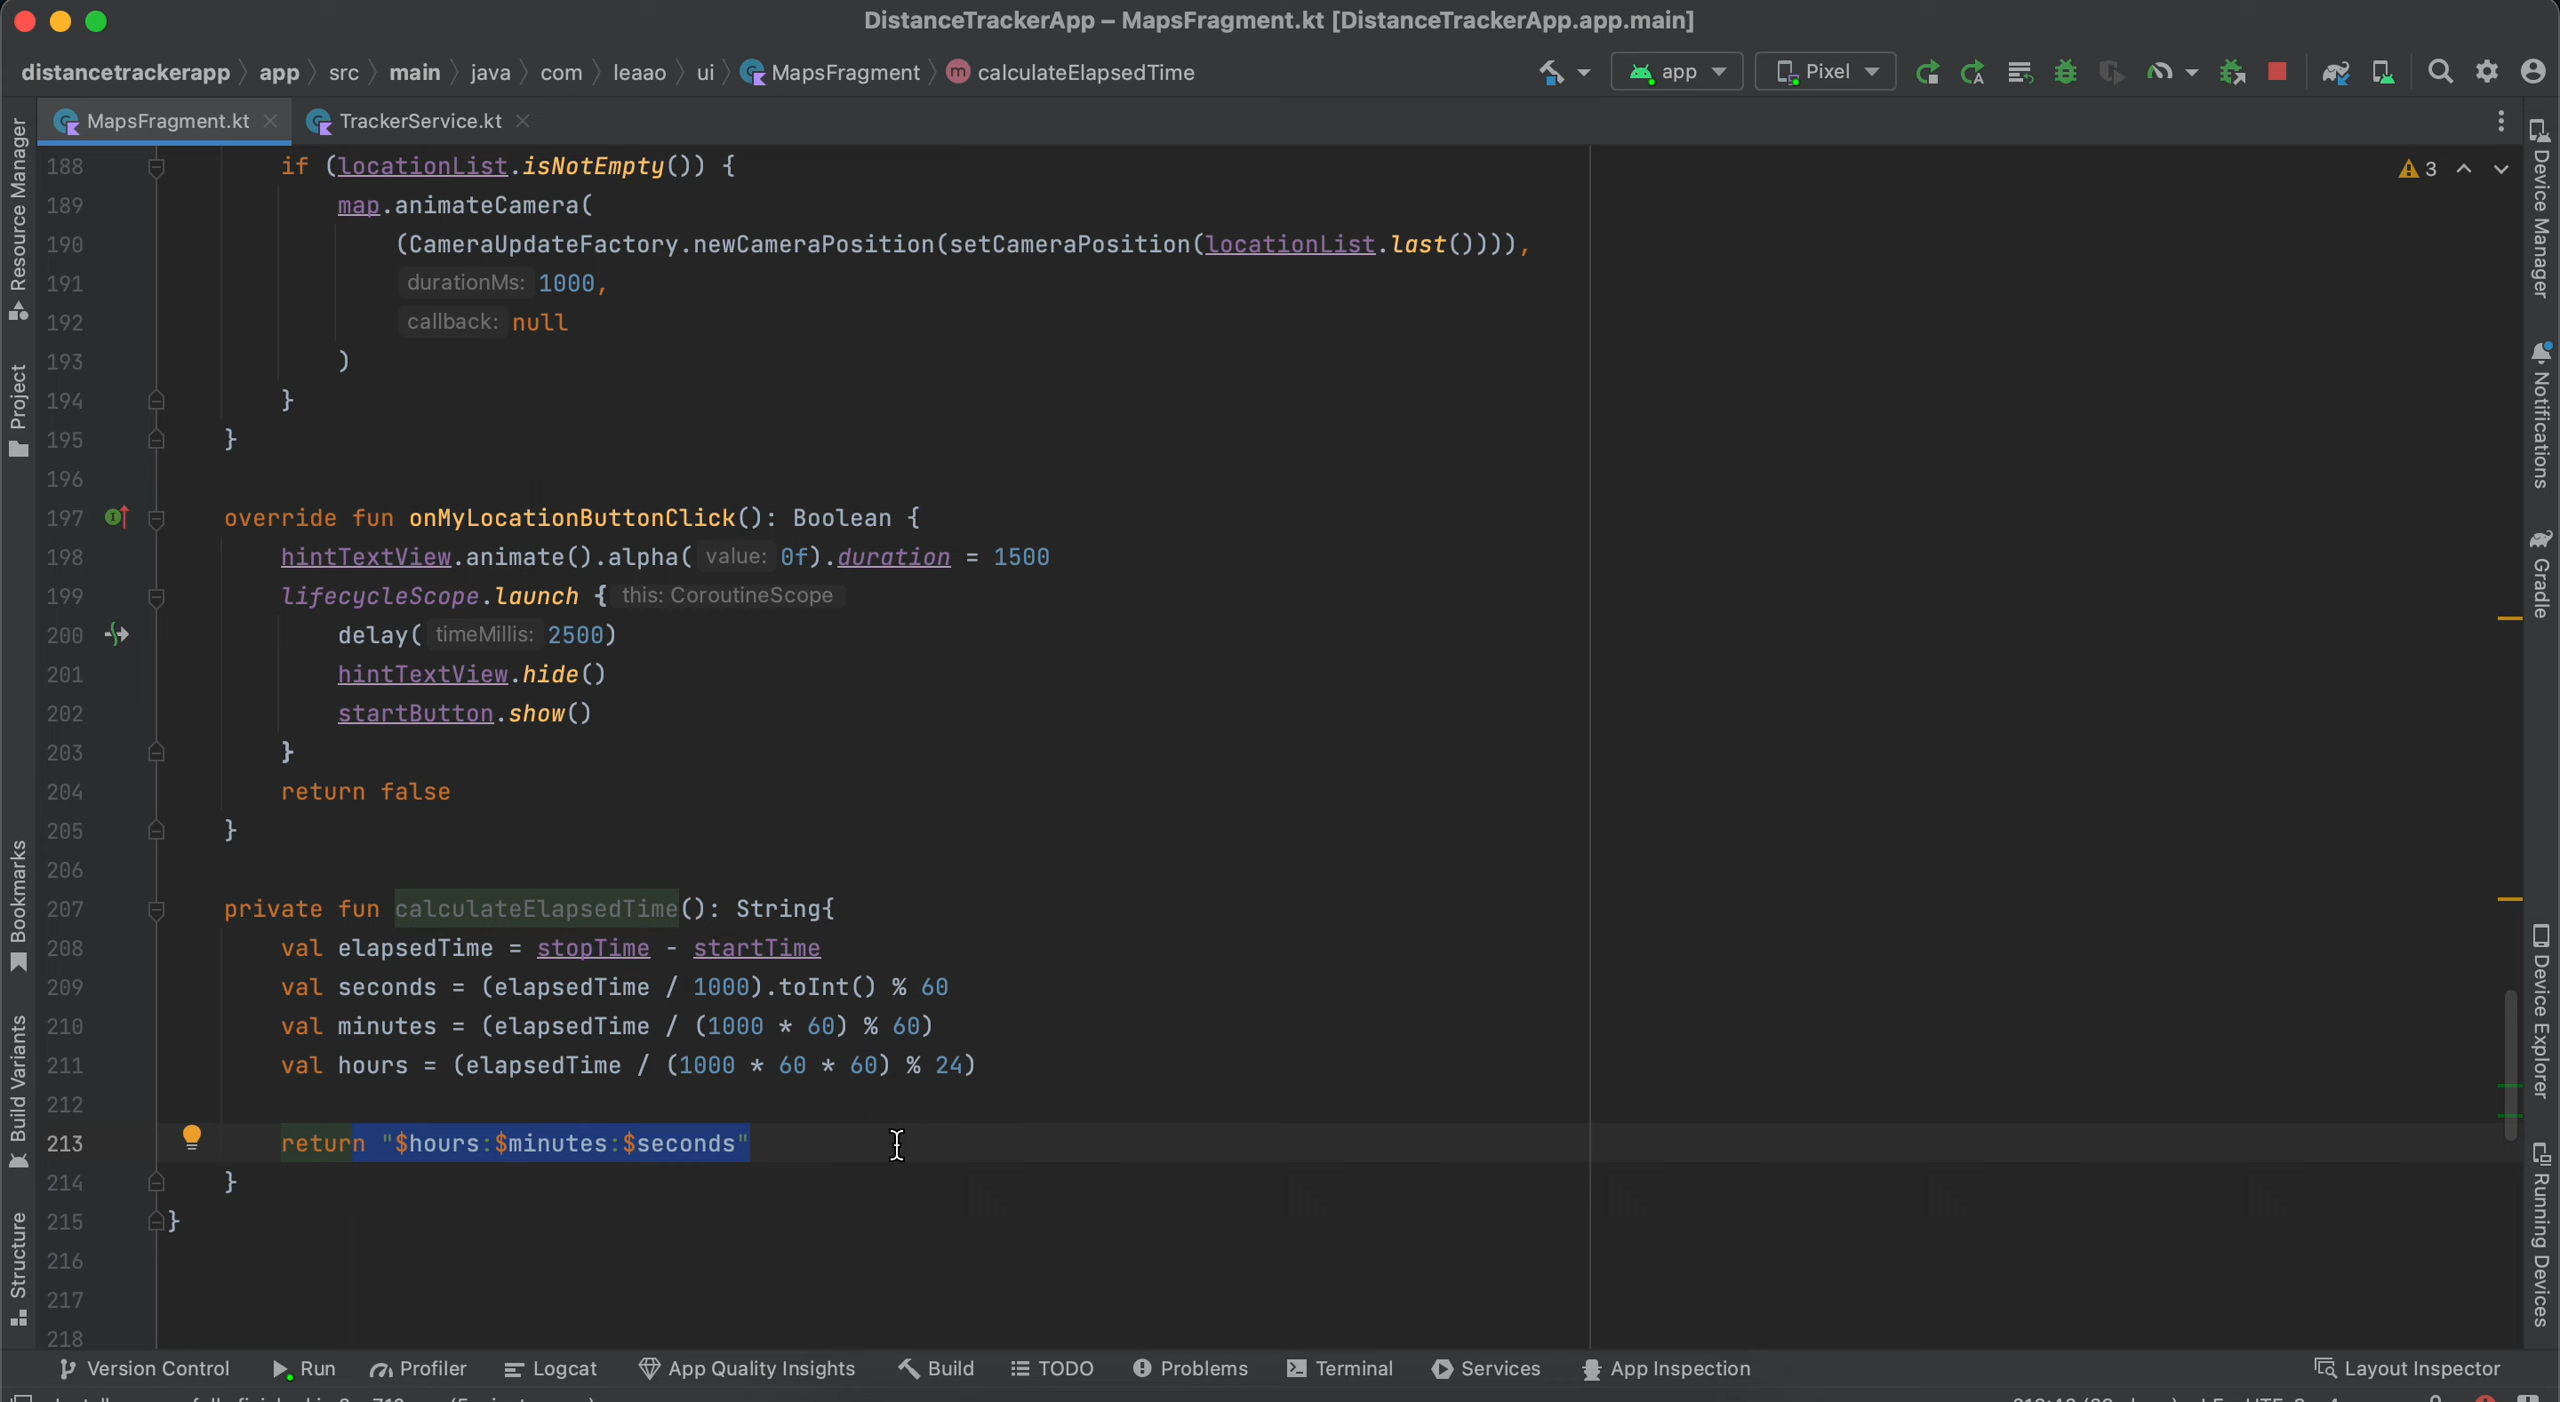 DistanceTrackerApp – MapsFragment.kt [DistanceTrackerApp.app.main]
distancetrackerapp app src main java com leaao ui MapsFragment m calculateElapsedTime app Pixel
MapsFragment.kt TrackerService.kt
188 if (locationList.isNotEmpty()) {
189 map.animateCamera(
190 (CameraUpdateFactory.newCameraPosition(setCameraPosition(locationList.last()))),
191 durationMs: 1000,
192 callback: null
193 )
194 }
195 }
196
197 override fun onMyLocationButtonClick(): Boolean {
198 hintTextView.animate().alpha( value: 0f).duration = 1500
199 lifecycleScope.launch { this: CoroutineScope
200 delay( timeMillis: 2500)
201 hintTextView.hide()
202 startButton.show()
203 }
204 return false
205 }
206
207 private fun calculateElapsedTime(): String{
208 val elapsedTime = stopTime - startTime
209 val seconds = (elapsedTime / 1000).toInt() % 60
210 val minutes = (elapsedTime / (1000 * 60) % 60)
211 val hours = (elapsedTime / (1000 * 60 * 60) % 24)
212
213 return "$hours:$minutes:$seconds"
214 }
215 }
216
217
218
3
Resource Manager
Project
Bookmarks
Build Variants
Structure
Device Manager
Notifications
Gradle
Device Explorer
Running Devices
Version Control Run Profiler Logcat App Quality Insights Build TODO Problems Terminal Services App Inspection Layout Inspector